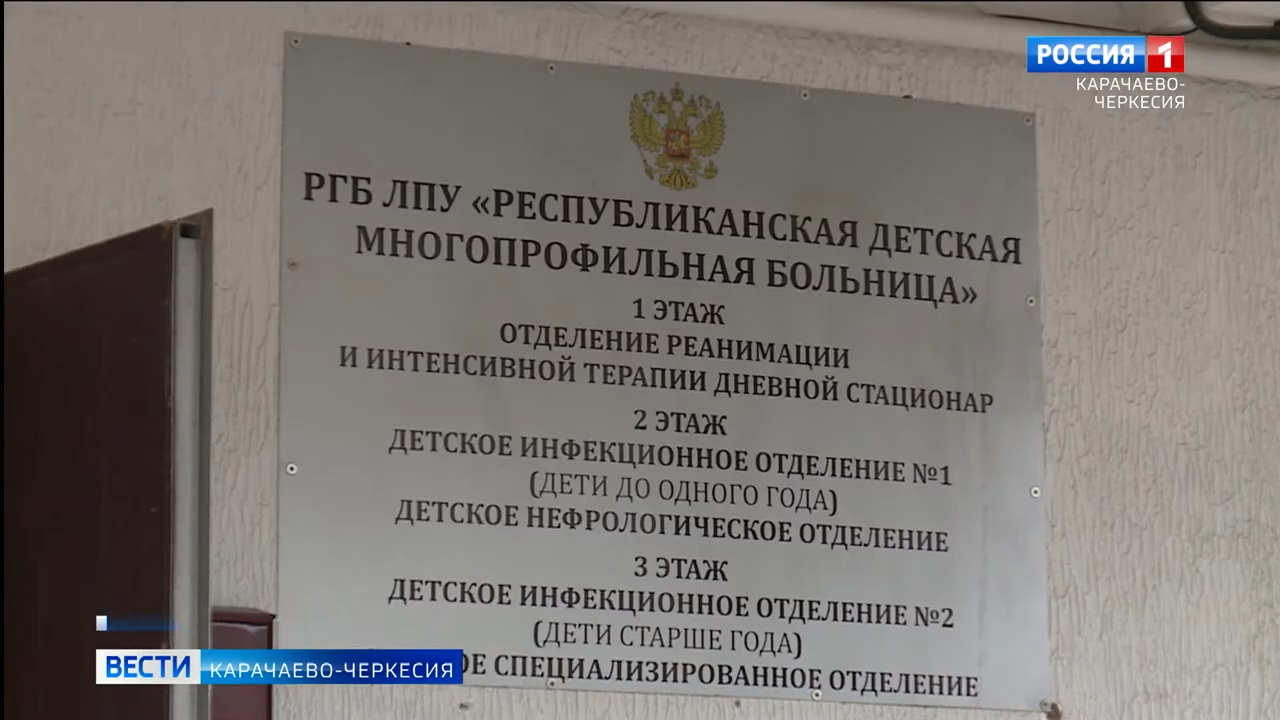 РОССИЯ 1
КАРАЧАЕВО-
ЧЕРКЕСИЯ
РГБ ЛПУ «РЕСПУБЛИКАНСКАЯ ДЕТСКАЯ
МНОГОПРОФИЛЬНАЯ БОЛЬНИЦА»
1 ЭТАЖ
ОТДЕЛЕНИЕ РЕАНИМАЦИИ
И ИНТЕНСИВНОЙ ТЕРАПИИ ДНЕВНОЙ СТАЦИОНАР
2 ЭТАЖ
ДЕТСКОЕ ИНФЕКЦИОННОЕ ОТДЕЛЕНИЕ №1
(ДЕТИ ДО ОДНОГО ГОДА)
ДЕТСКОЕ НЕФРОЛОГИЧЕСКОЕ ОТДЕЛЕНИЕ
3 ЭТАЖ
ДЕТСКОЕ ИНФЕКЦИОННОЕ ОТДЕЛЕНИЕ №2
(ДЕТИ СТАРШЕ ГОДА)
СПЕЦИАЛИЗИРОВАННОЕ ОТДЕЛЕНИЕ
ВЕСТИ КАРАЧАЕВО-ЧЕРКЕСИЯ